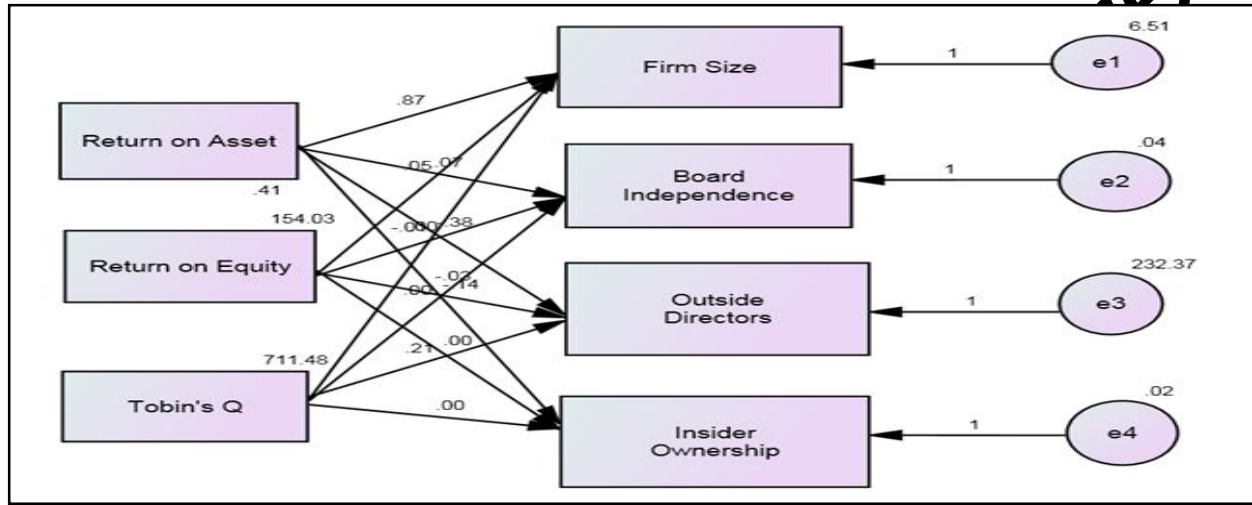 6.51
Firm Size
1
e1
.87
Return on Asset
.41
.05
.07
Board
Independence
1
.04
e2
154.03
Return on Equity
.38
-.03
-.14
.00
Outside
Directors
1
232.37
e3
711.48
Tobin's Q
.21
.00
.00
Insider
Ownership
1
.02
e4